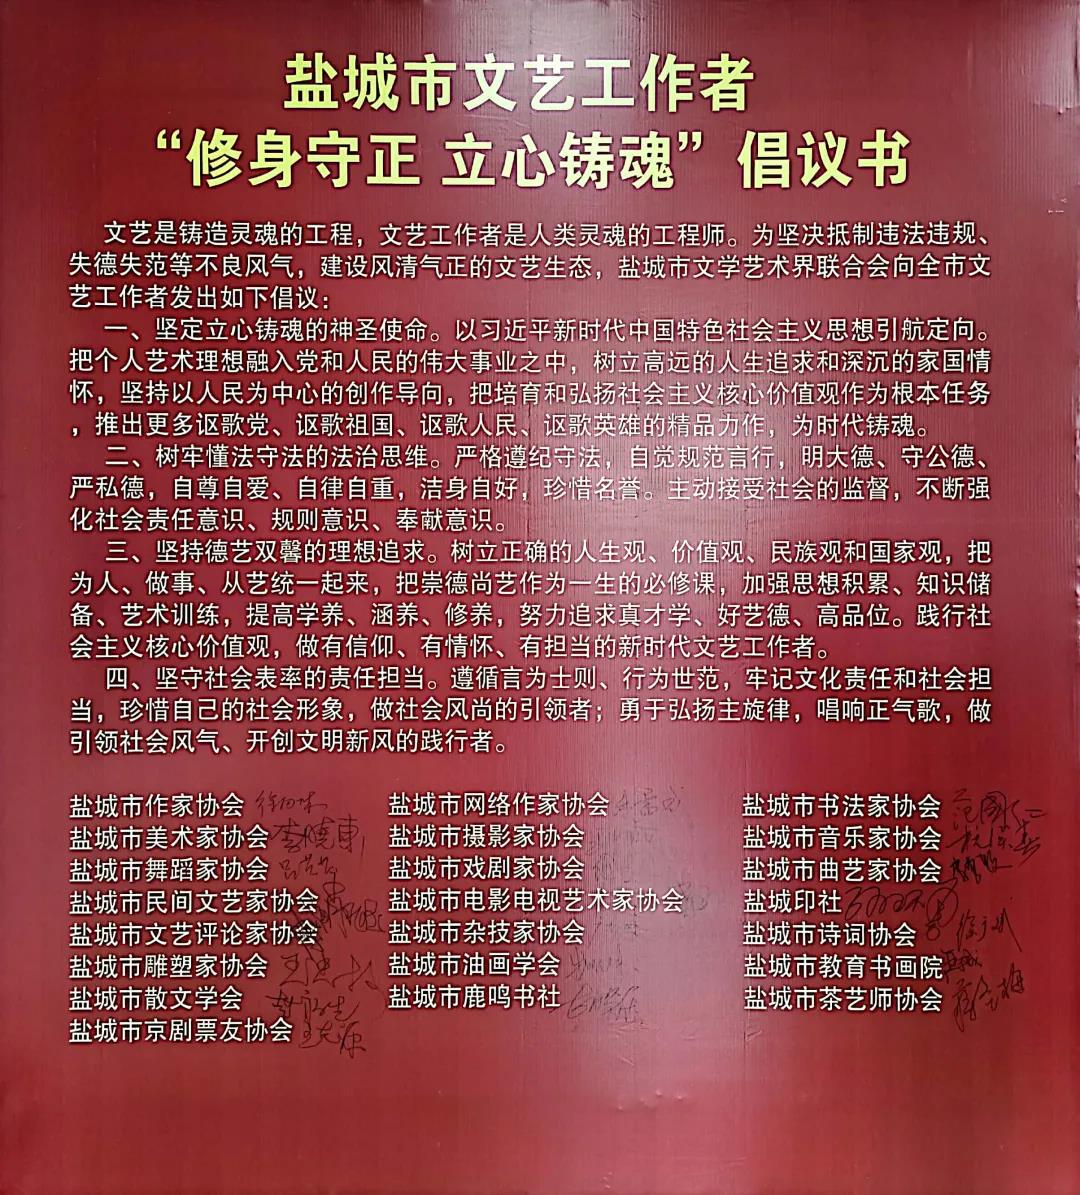 盐城市文艺工作者
“修身守正 立心铸魂”倡议书
文艺是铸造灵魂的工程，文艺工作者是人类灵魂的工程师。为坚决抵制违法违规、
失德失范等不良风气，建设风清气正的文艺生态，盐城市文学艺术界联合会向全市文
艺工作者发出如下倡议：
一、坚定立心铸魂的神圣使命。以习近平新时代中国特色社会主义思想引航定向。
把个人艺术理想融入党和人民的伟大事业之中，树立高远的人生追求和深沉的家国情
怀，坚持以人民为中心的创作导向，把培育和弘扬社会主义核心价值观作为根本任务
，推出更多讴歌党、讴歌祖国、讴歌人民、讴歌英雄的精品力作，为时代铸魂。
二、树牢懂法守法的法治思维。严格遵纪守法，自觉规范言行，明大德、守公德、
严私德，自尊自爱、自律自重，洁身自好，珍惜名誉。主动接受社会的监督，不断强
化社会责任意识、规则意识、奉献意识。
三、坚持德艺双馨的理想追求。树立正确的人生观、价值观、民族观和国家观，把
为人、做事、从艺统一起来，把崇德尚艺作为一生的必修课，加强思想积累、知识储
备、艺术训练，提高学养、涵养、修养，努力追求真才学、好艺德、高品位。践行社
会主义核心价值观，做有信仰、有情怀、有担当的新时代文艺工作者。
四、坚守社会表率的责任担当。遵循言为士则、行为世范，牢记文化责任和社会担
当，珍惜自己的社会形象，做社会风尚的引领者；勇于弘扬主旋律，唱响正气歌，做
引领社会风气、开创文明新风的践行者。
盐城市作家协会 盐城市网络作家协会 盐城市书法家协会
盐城市美术家协会 李晓东 盐城市摄影家协会 盐城市音乐家协会
盐城市舞蹈家协会 盐城市戏剧家协会 盐城市曲艺家协会
盐城市民间文艺家协会 盐城市电影电视艺术家协会 盐城印社
盐城市文艺评论家协会 盐城市杂技家协会 盐城市诗词协会
盐城市雕塑家协会 盐城市油画学会 盐城市教育书画院
盐城市散文学会 盐城市鹿鸣书社 盐城市茶艺师协会
盐城市京剧票友协会